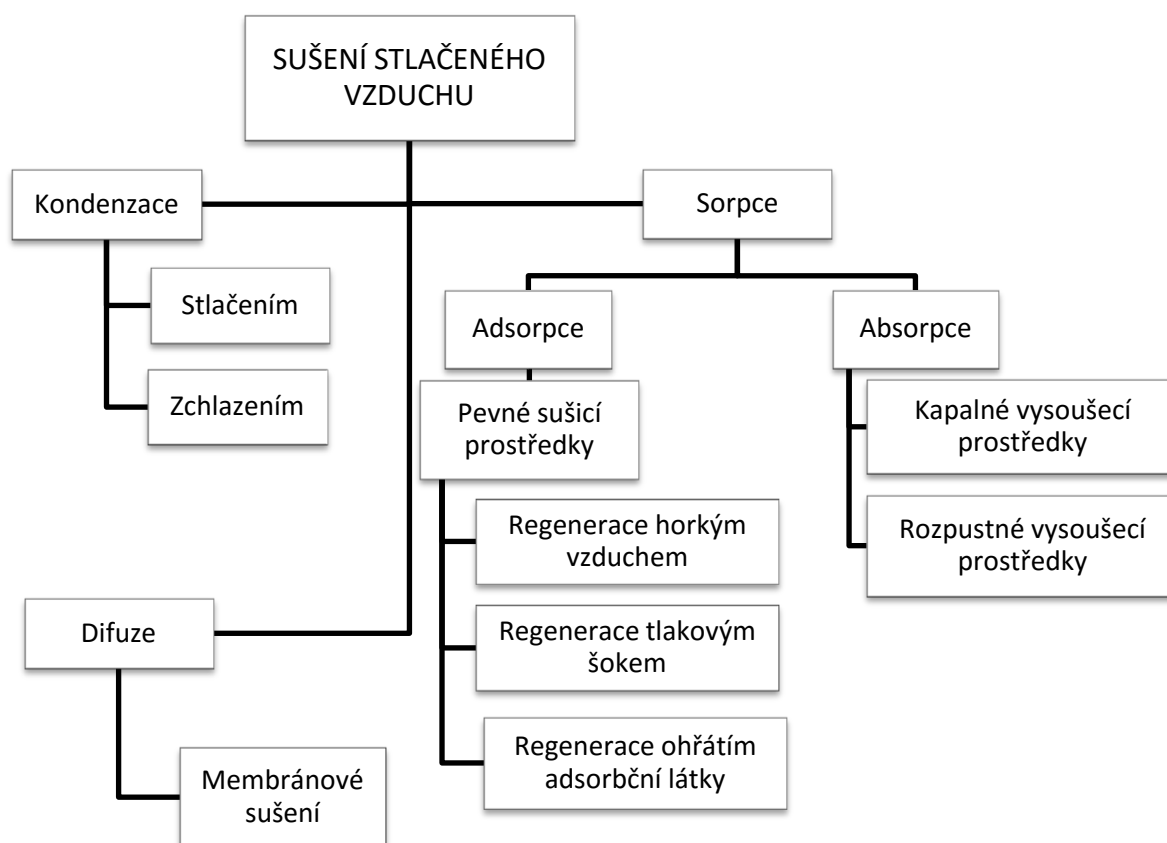 SUŠENÍ STLAČENÉHO
VZDUCHU
Kondenzace
Stlačením
Zchlazením
Sorpce
Adsorpce
Pevné sušicí
prostředky
Regenerace horkým
vzduchem
Regenerace tlakovým
šokem
Regenerace ohřátím
adsorbční látky
Absorpce
Kapalné vysoušecí
prostředky
Rozpustné vysoušecí
prostředky
Difuze
Membránové
sušení